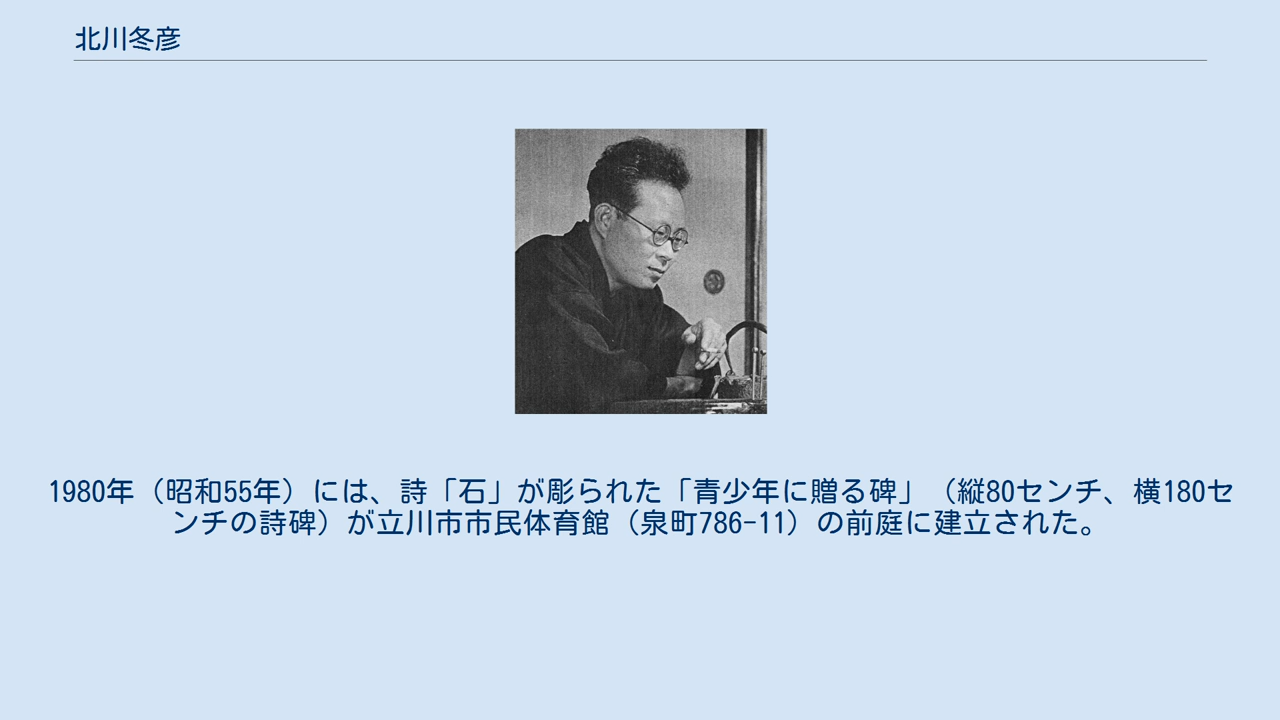 北川冬彦
1980年（昭和55年）には、詩「石」が彫られた「青少年に贈る碑」（縦80センチ、横180セ
ンチの詩碑）が立川市市民体育館（泉町786-11）の前庭に建立された。